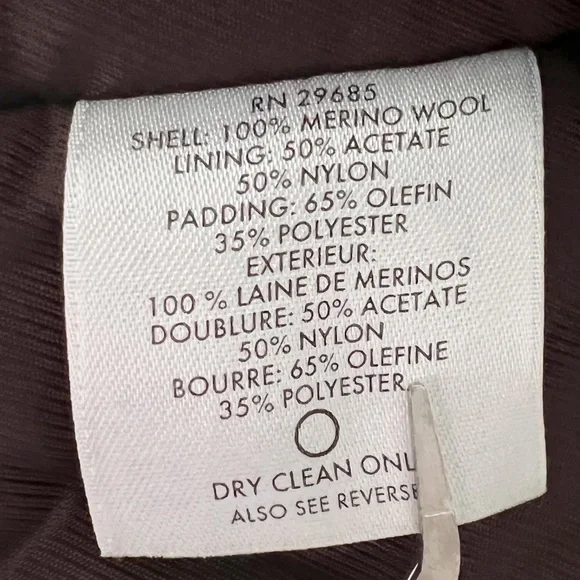 RN 29685
SHELL: 100% MERINO WOOL
LINING: 50% ACETATE
50% NYLON
PADDING: 65% OLEFIN
35% POLYESTER
EXTERIEUR:
100 % LAINE DE MERINOS
DOUBLURE: 50% ACETATE
50% NYLON
BOURRE: 65% OLEFINE
35% POLYESTER
DRY CLEAN ONL
ALSO SEE REVERSE